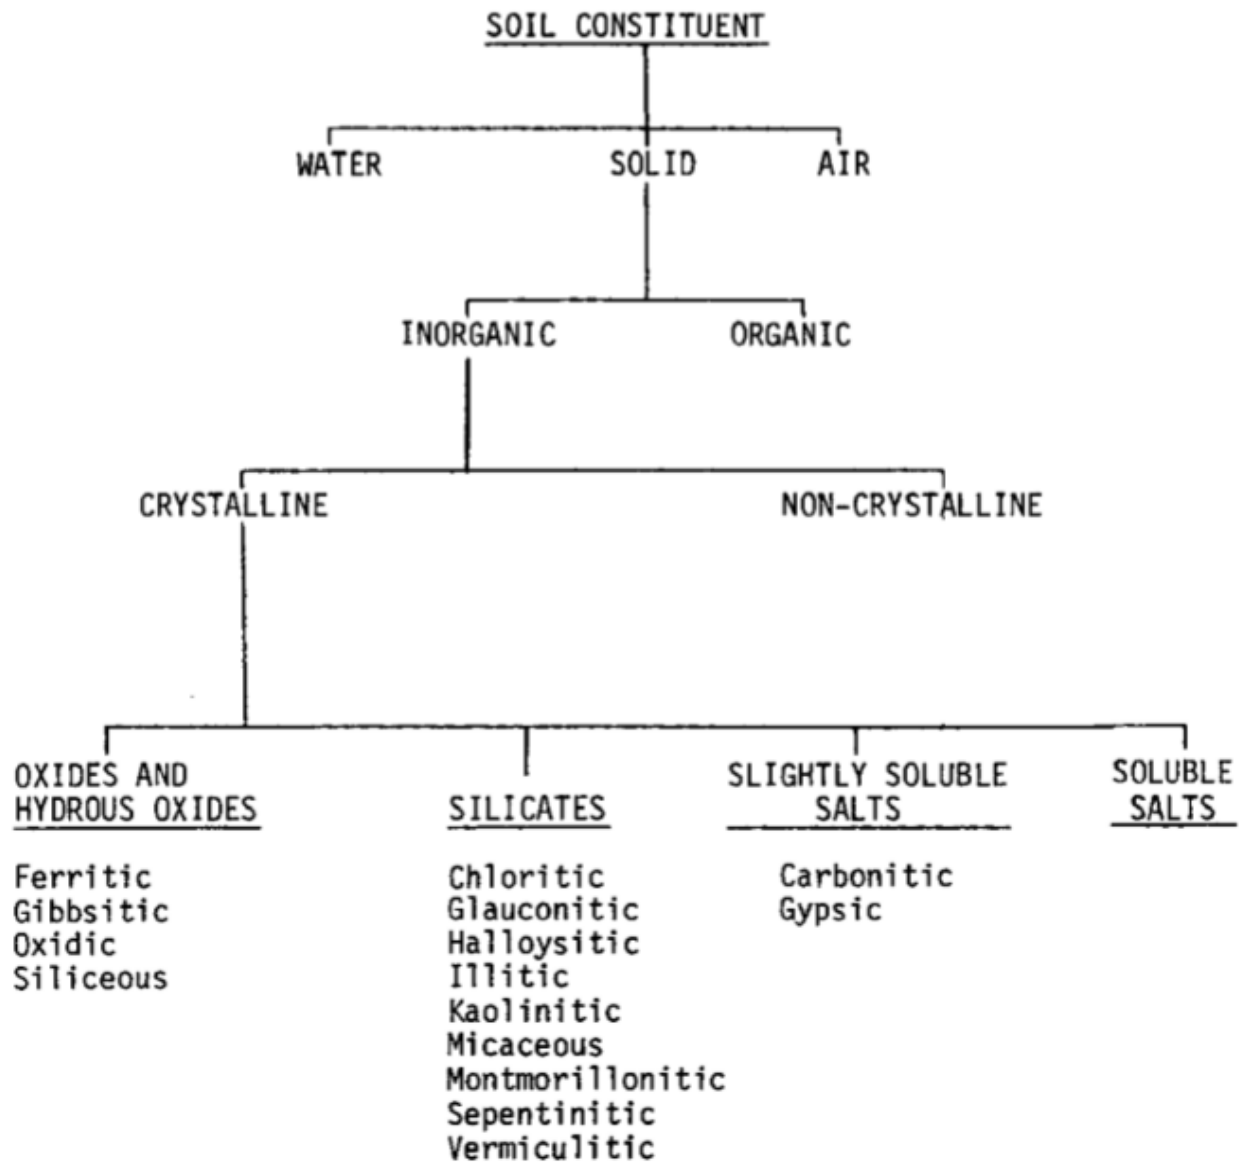 SOIL CONSTITUENT
WATER SOLID AIR
INORGANIC ORGANIC
CRYSTALLINE NON-CRYSTALLINE
OXIDES AND
HYDROUS OXIDES
Ferritic
Gibbsitic
Oxidic
Siliceous
SILICATES
Chloritic
Glauconitic
Halloysitic
Illitic
Kaolinitic
Micaceous
Montmorillonitic
Sepentinitic
Vermiculitic
SLIGHTLY SOLUBLE
SALTS
Carbonitic
Gypsic
SOLUBLE
SALTS